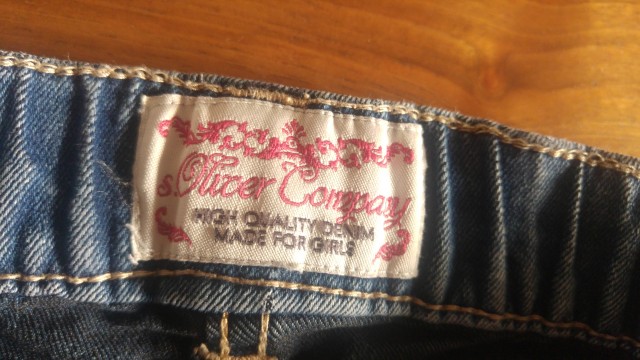 s.Oliver Company
HIGH QUALITY DENIM
MADE FOR GIRLS